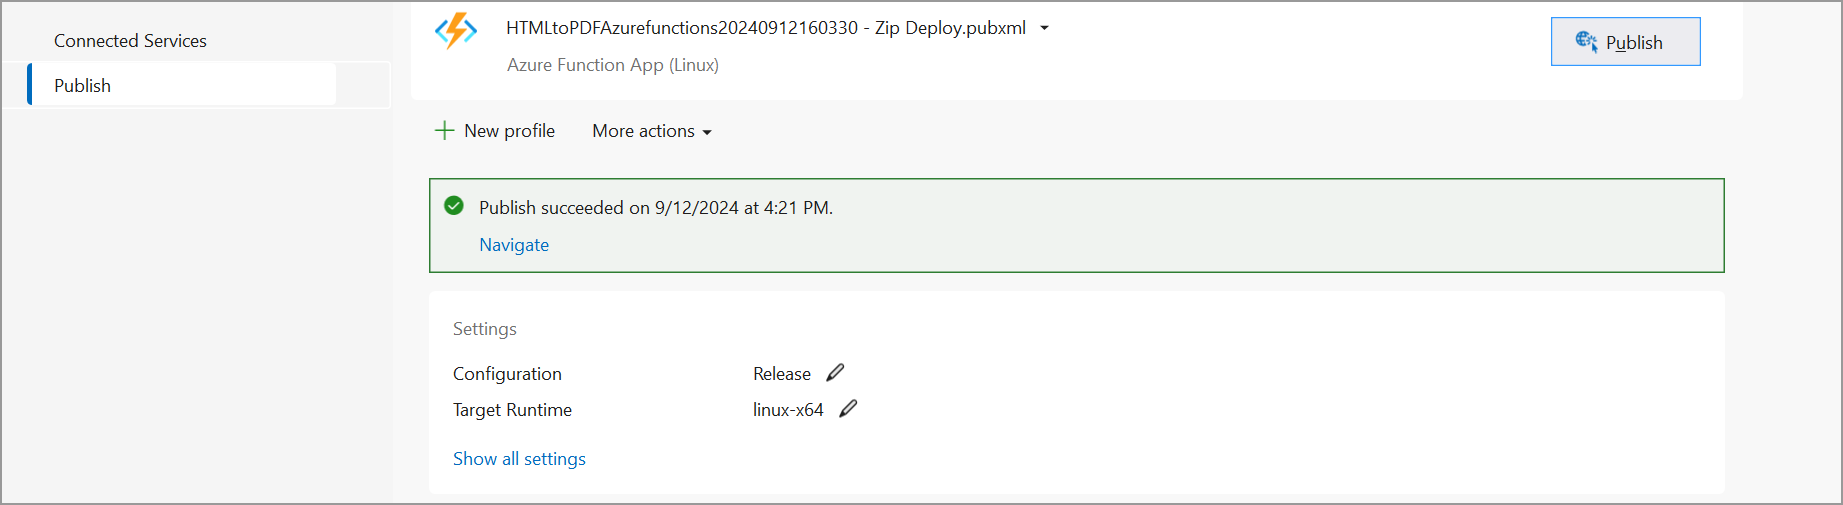 Connected Services
Publish
HTMLtoPDFAzurefunctions20240912160330 - Zip Deploy.pubxml
Azure Function App (Linux)
Publish
New profile
More actions
Publish succeeded on 9/12/2024 at 4:21 PM.
Navigate
Settings
Configuration Release
Target Runtime linux-x64
Show all settings